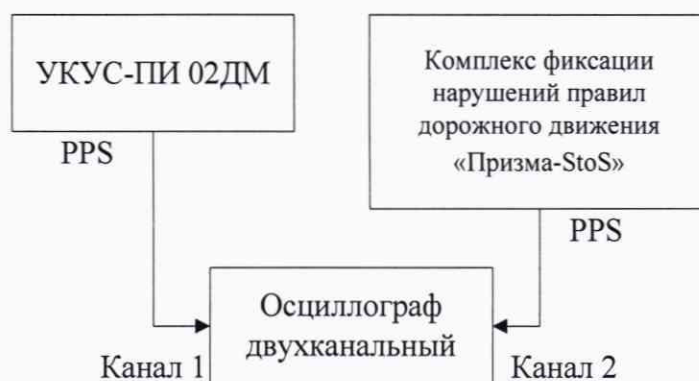 УКУС-ПИ 02ДМ
PPS
Комплекс фиксации
нарушений правил
дорожного движения
«Призма-StoS»
PPS
Осциллограф
двухканальный
Канал 1
Канал 2